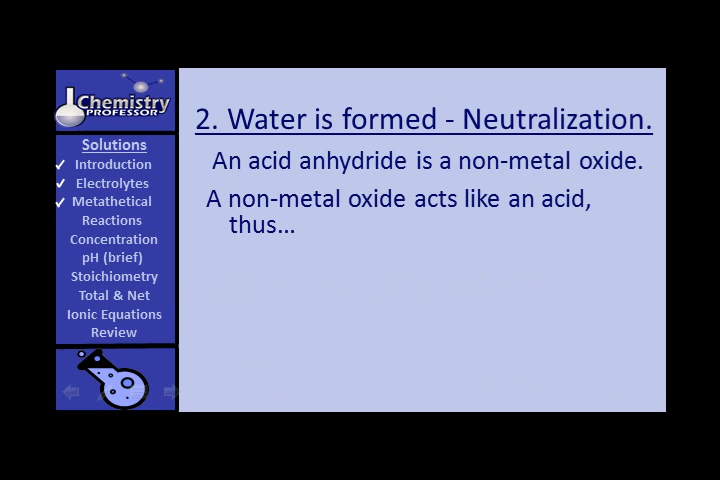 Chemistry
PROFESSOR
Solutions
Introduction
Electrolytes
Metathetical
Reactions
Concentration
pH (brief)
Stoichiometry
Total & Net
Ionic Equations
Review
2. Water is formed - Neutralization.
An acid anhydride is a non-metal oxide.
A non-metal oxide acts like an acid,
thus...